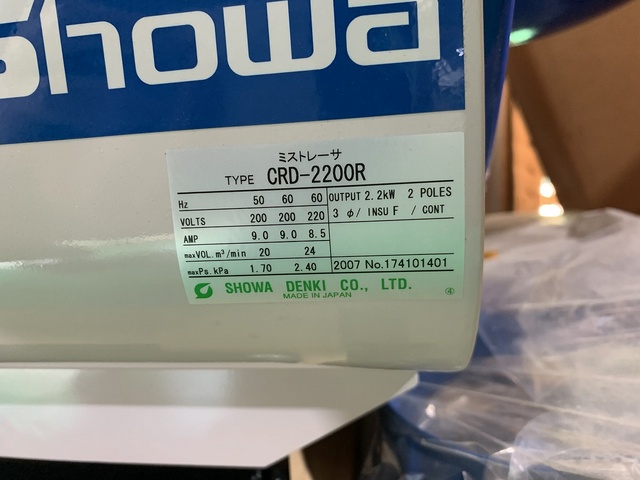 Showa
ミストレーサ
TYPE CRD-2200R
Hz 50 60 60 OUTPUT 2.2kW 2 POLES
VOLTS 200 200 220 3 φ/ INSU F / CONT
AMP 9.0 9.0 8.5
maxVOL. m³/min 20 24
maxPs. kPa 1.70 2.40 2007 No.174101401
SHOWA DENKI CO., LTD.
MADE IN JAPAN ④